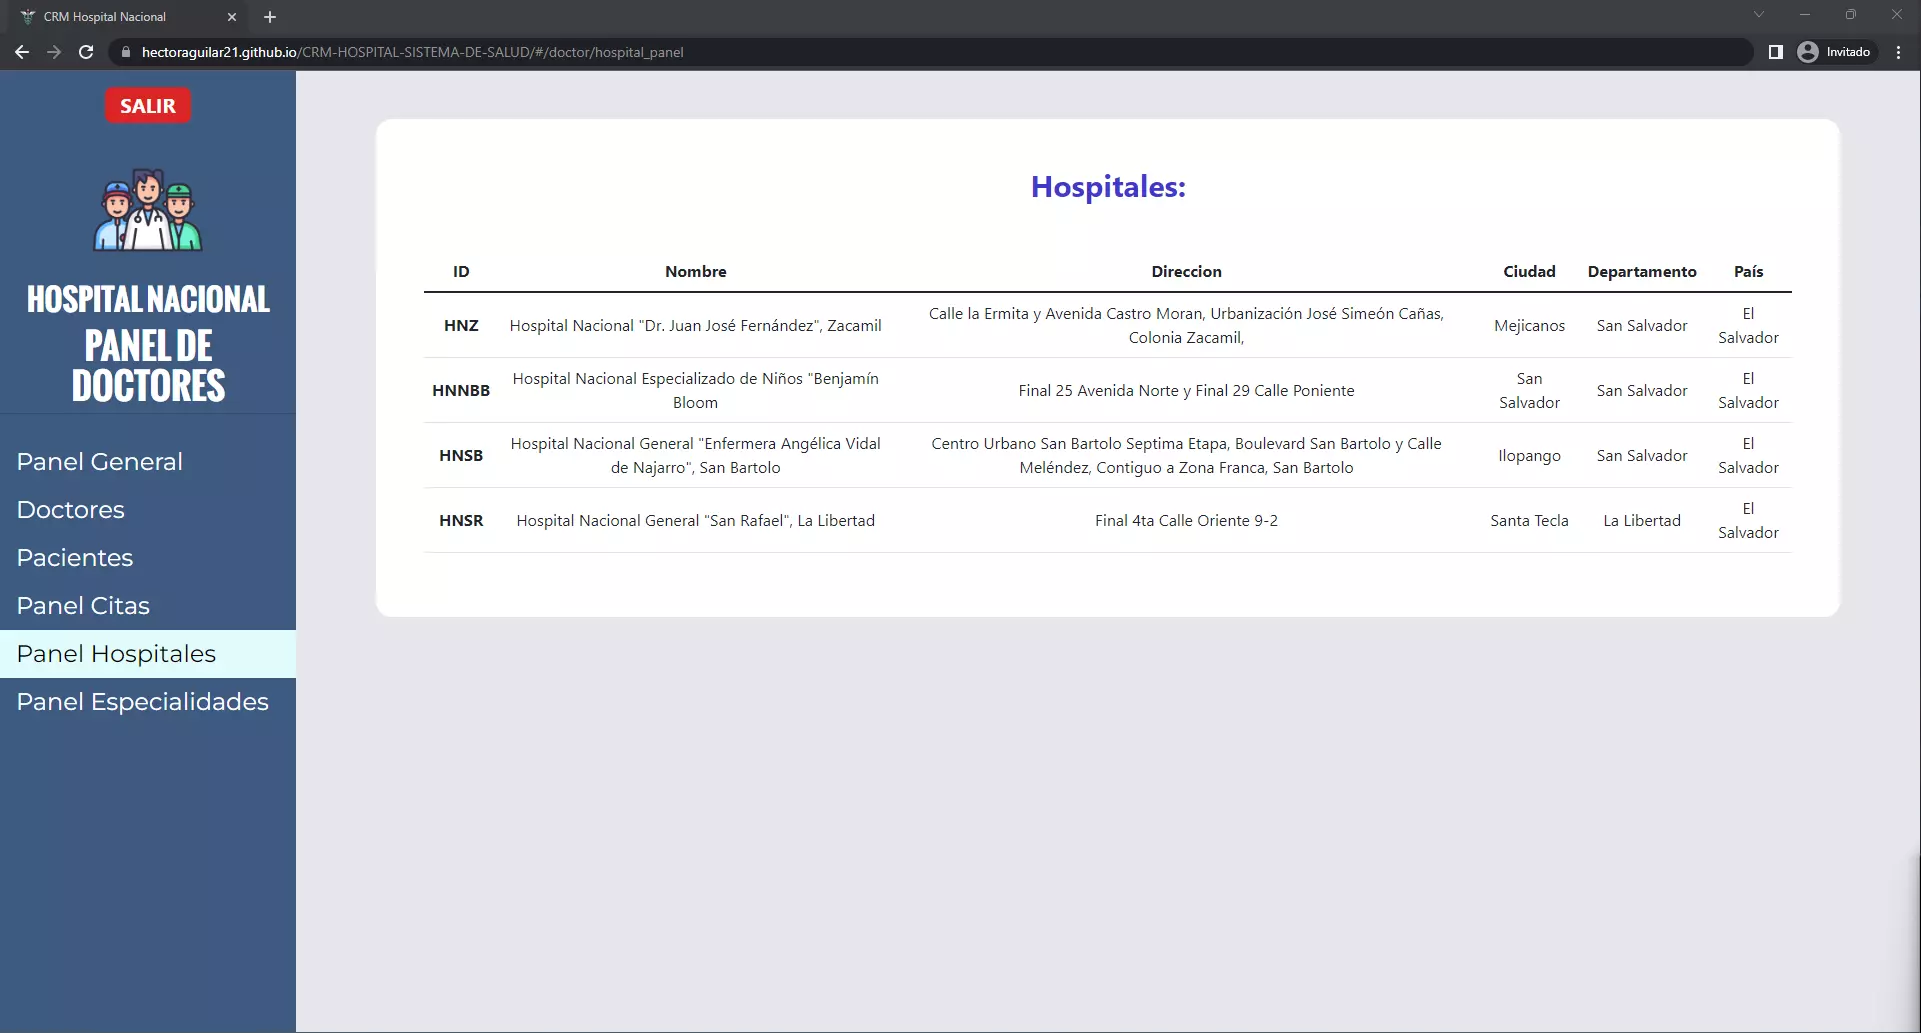 CRM Hospital Nacional
hectoraguilar21.github.io/CRM-HOSPITAL-SISTEMA-DE-SALUD/#/doctor/hospital_panel
Invitado
SALIR
HOSPITAL NACIONAL
PANEL DE
DOCTORES
Panel General
Doctores
Pacientes
Panel Citas
Panel Hospitales
Panel Especialidades
Hospitales:
ID Nombre Direccion Ciudad Departamento País
HNZ Hospital Nacional "Dr. Juan José Fernández", Zacamil Calle la Ermita y Avenida Castro Moran, Urbanización José Simeón Cañas, Colonia Zacamil, Mejicanos San Salvador El Salvador
HNNBB Hospital Nacional Especializado de Niños "Benjamín Bloom Final 25 Avenida Norte y Final 29 Calle Poniente San Salvador San Salvador El Salvador
HNSB Hospital Nacional General "Enfermera Angélica Vidal de Najarro", San Bartolo Centro Urbano San Bartolo Septima Etapa, Boulevard San Bartolo y Calle Meléndez, Contiguo a Zona Franca, San Bartolo Ilopango San Salvador El Salvador
HNSR Hospital Nacional General "San Rafael", La Libertad Final 4ta Calle Oriente 9-2 Santa Tecla La Libertad El Salvador